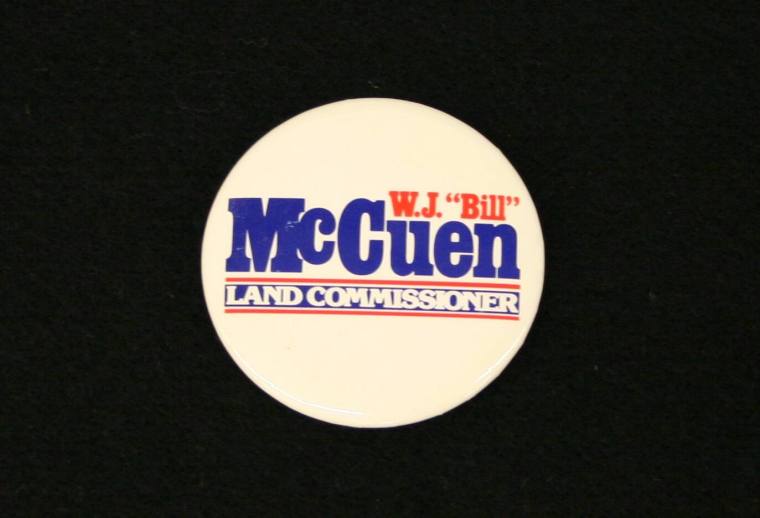 W.J. “Bill”
McCuen
LAND COMMISSIONER